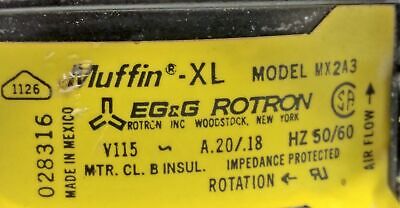 1126
Muffin®-XL MODEL MX2A3
EG&G ROTRON
ROTRON INC WOODSTOCK, NEW YORK
V115 ~ A.20/.18 HZ 50/60
MTR. CL. B INSUL. IMPEDANCE PROTECTED
ROTATION ←
028316
MADE IN MEXICO
AIR FLOW →